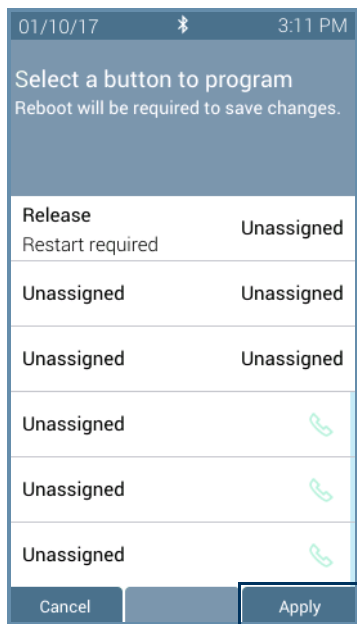 01/10/17 3:11 PM
Select a button to program
Reboot will be required to save changes.
Release
Restart required
Unassigned
Unassigned Unassigned
Unassigned Unassigned
Unassigned
Unassigned
Unassigned
Cancel Apply